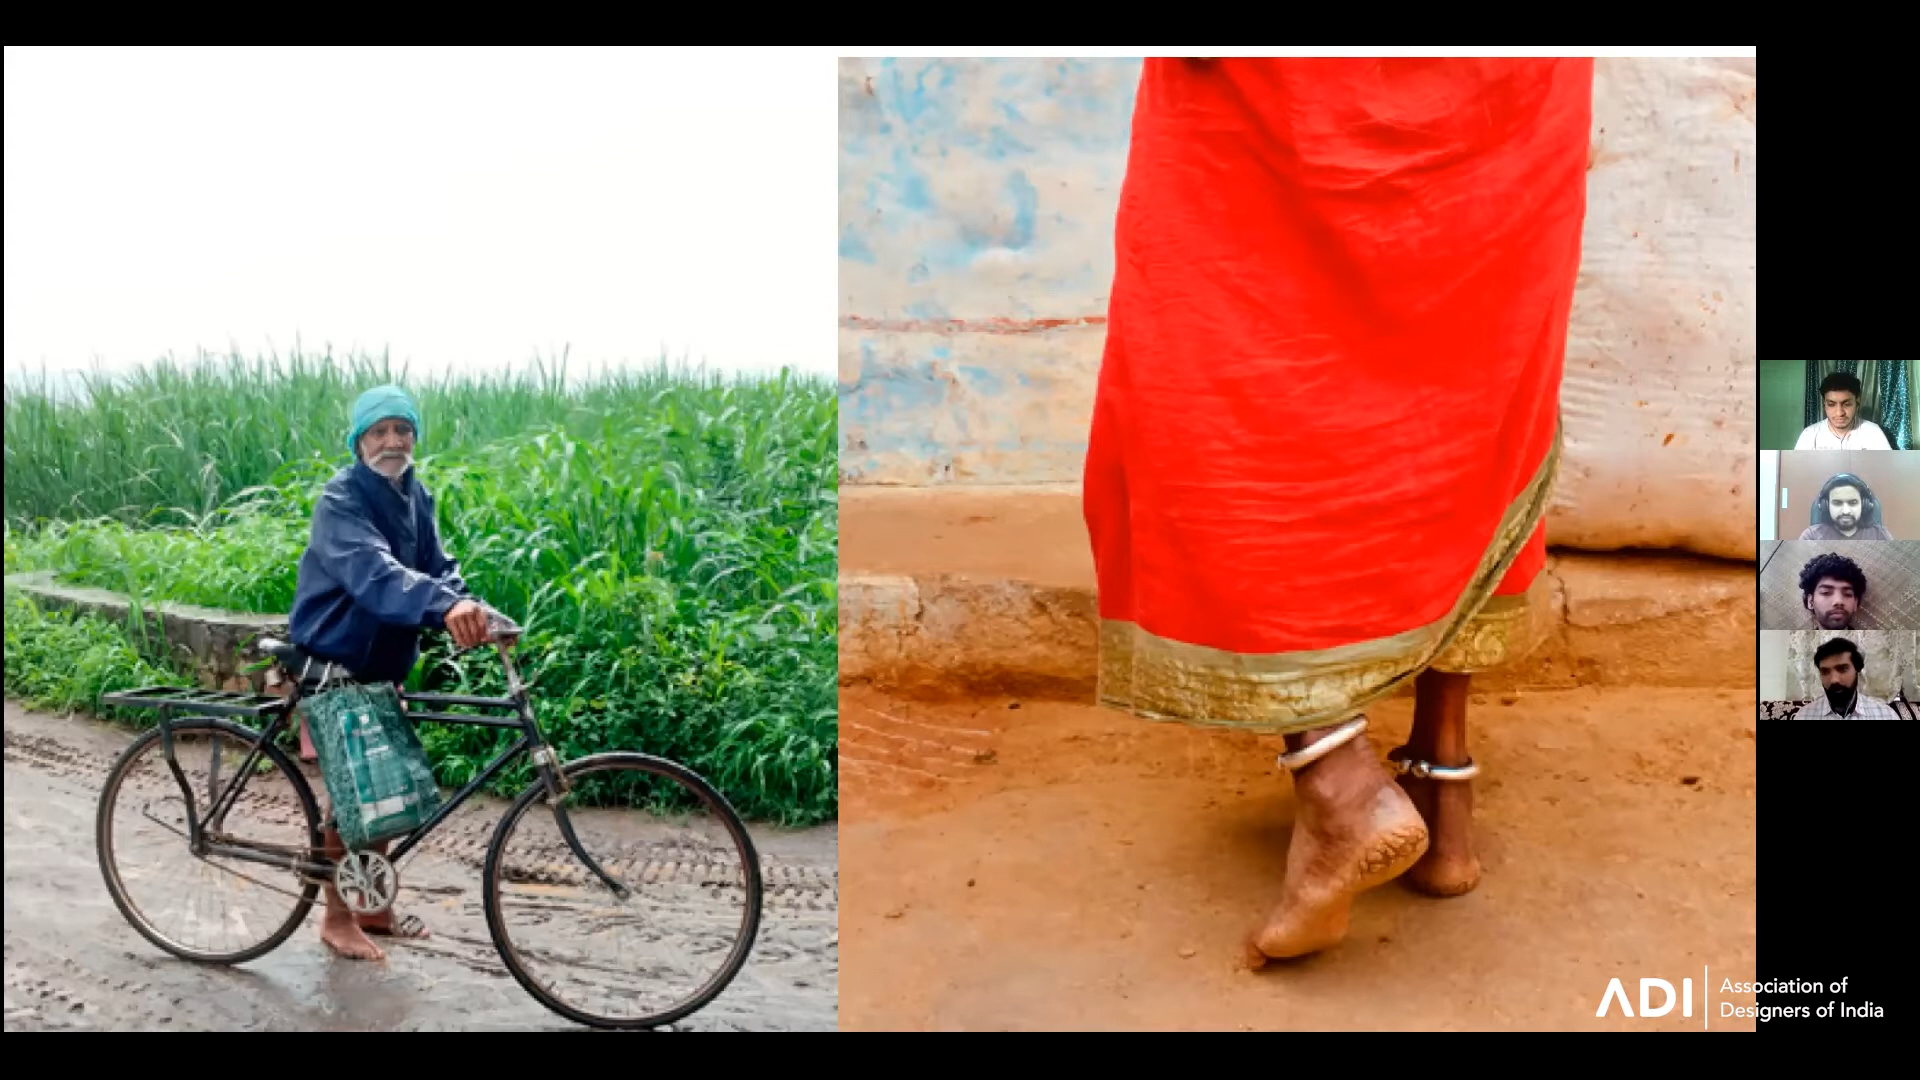 ADI
Association of
Designers of India